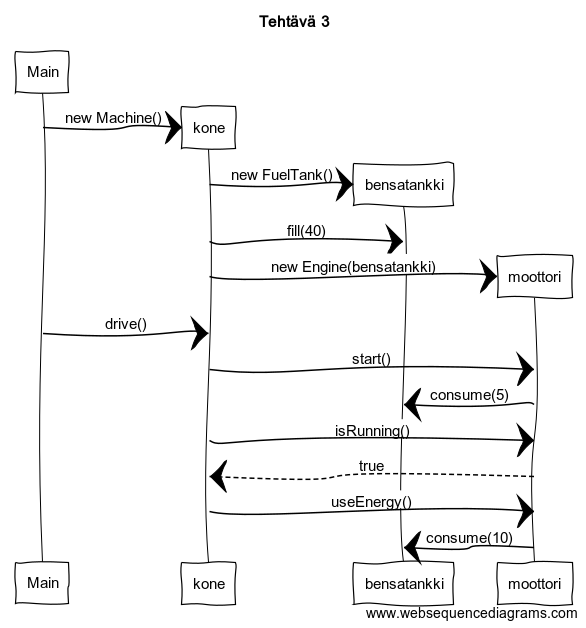 Tehtävä 3
Main
new Machine()
kone
new FuelTank()
bensatankki
fill(40)
new Engine(bensatankki)
moottori
drive()
start()
consume(5)
isRunning()
true
useEnergy()
consume(10)
Main kone bensatankki moottori
www.websequencediagrams.com